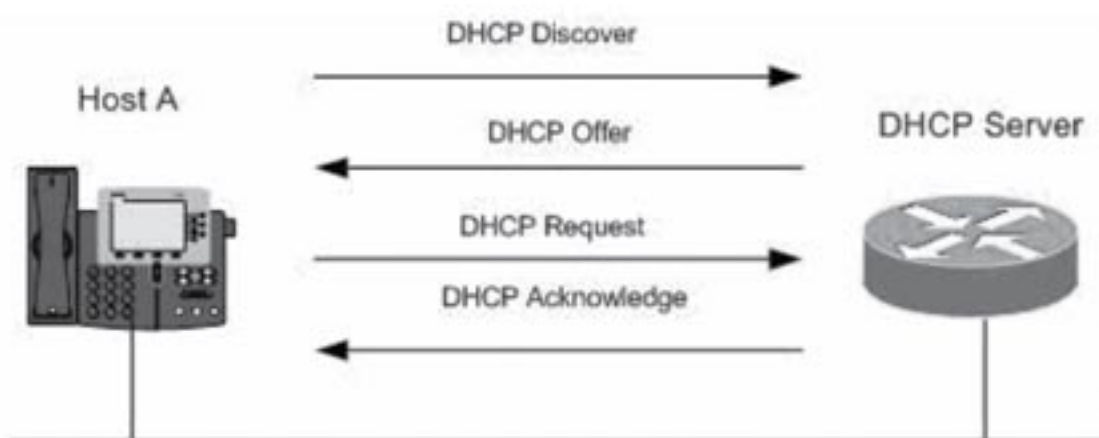 DHCP Discover
Host A
DHCP Offer
DHCP Server
DHCP Request
DHCP Acknowledge